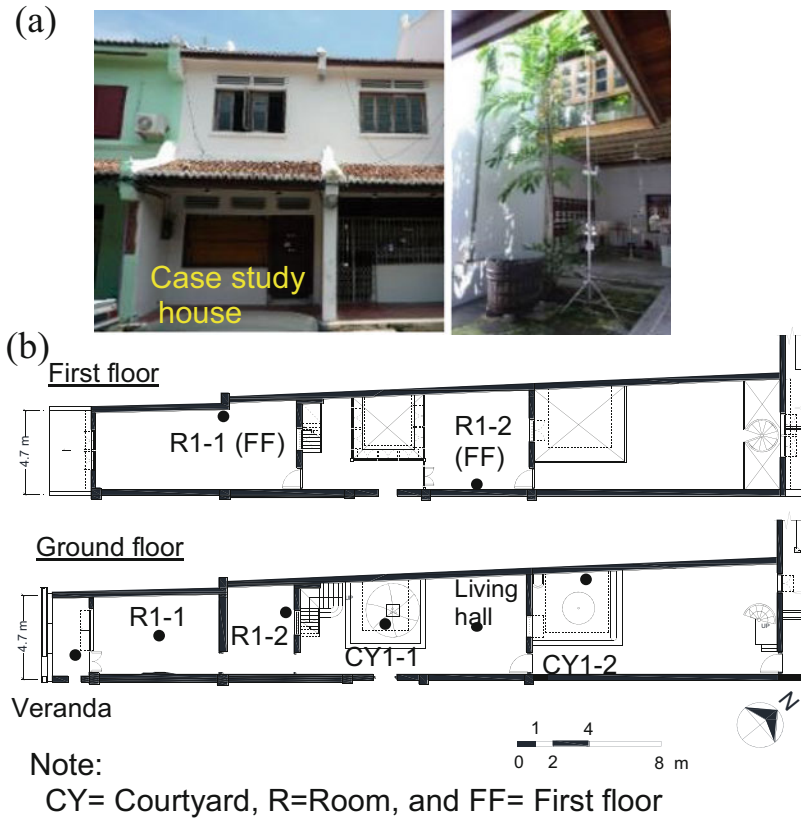 (a)
Case study
house
(b)
First floor
4.7 m
R1-1 (FF)
R1-2
(FF)
Ground floor
4.7 m
R1-1
R1-2
UP
CY1-1
Living
hall
CY1-2
UP
Veranda
N
1 4
0 2 8 m
Note:
CY= Courtyard, R=Room, and FF= First floor